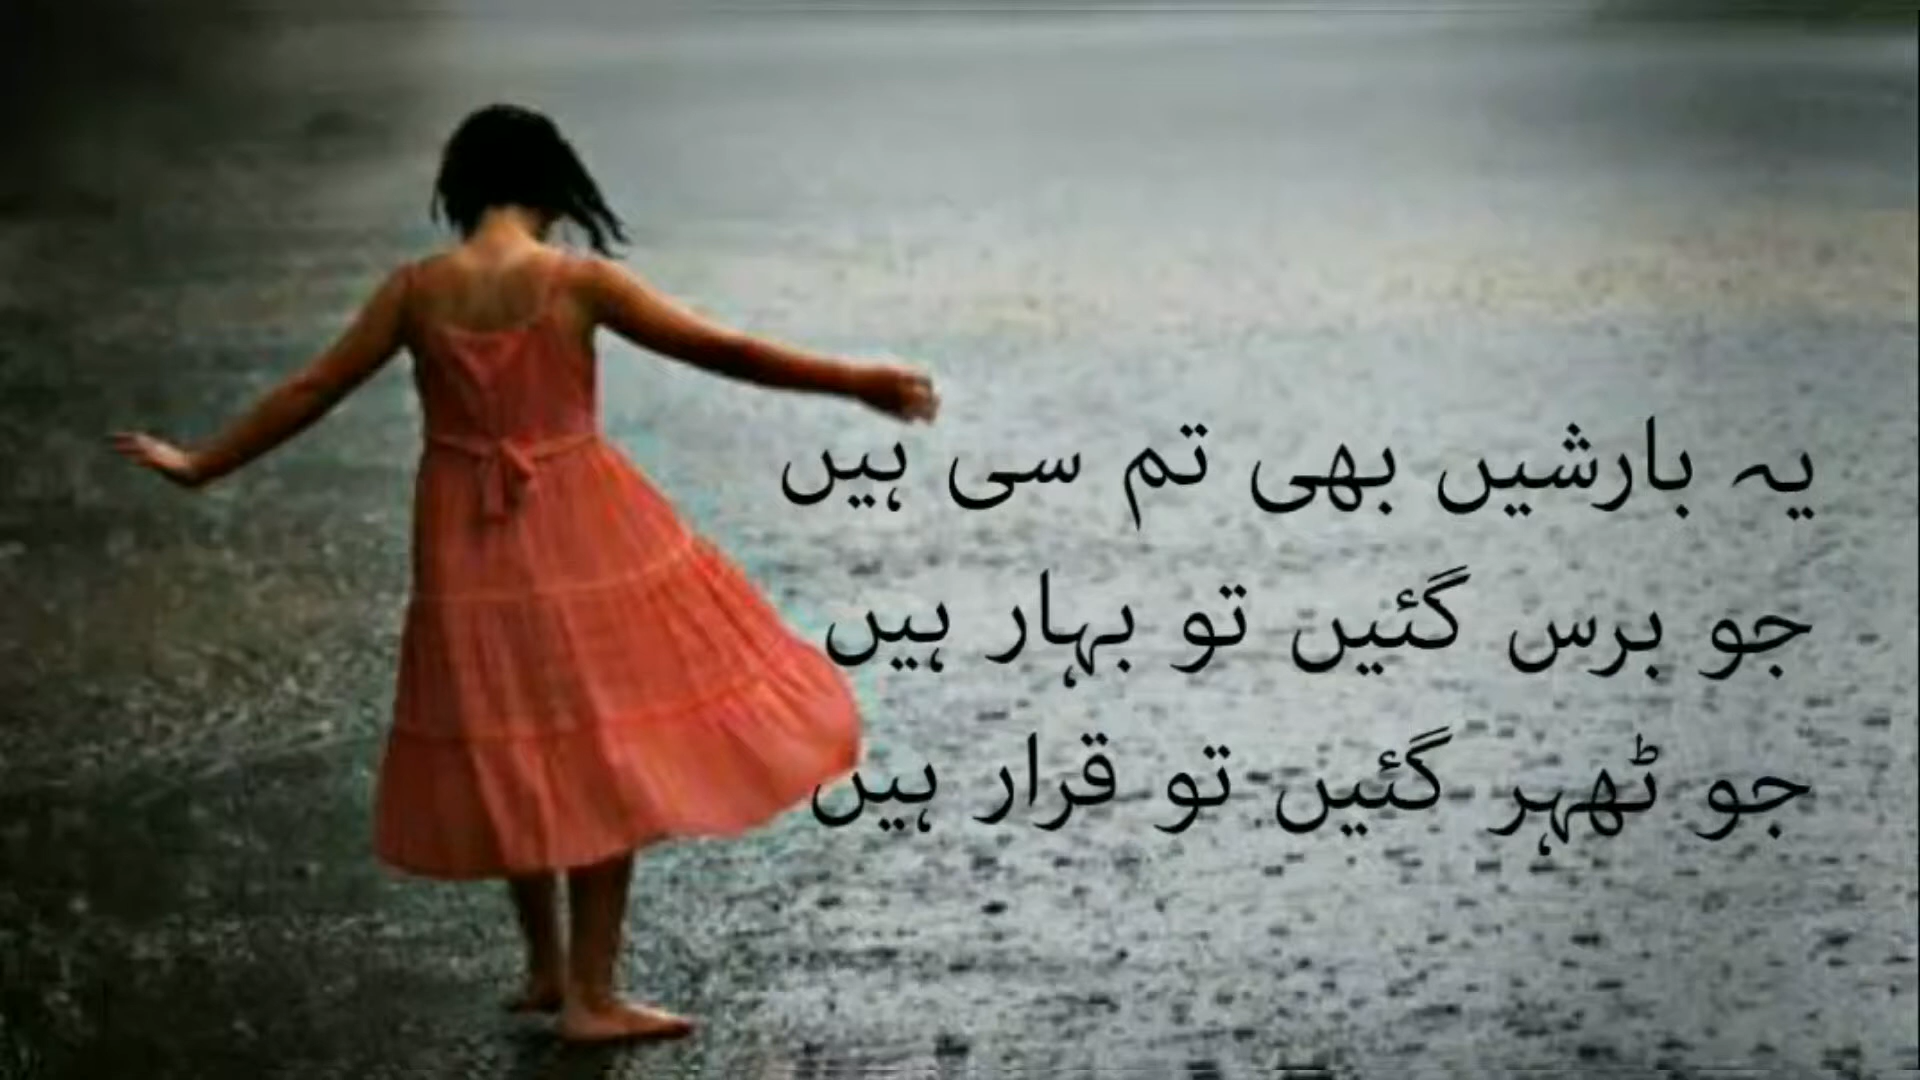 یہ بارشیں بھی تم سی ہیں
جو برس گئیں تو بہار ہیں
جو ٹھہر گئیں تو قرار ہیں